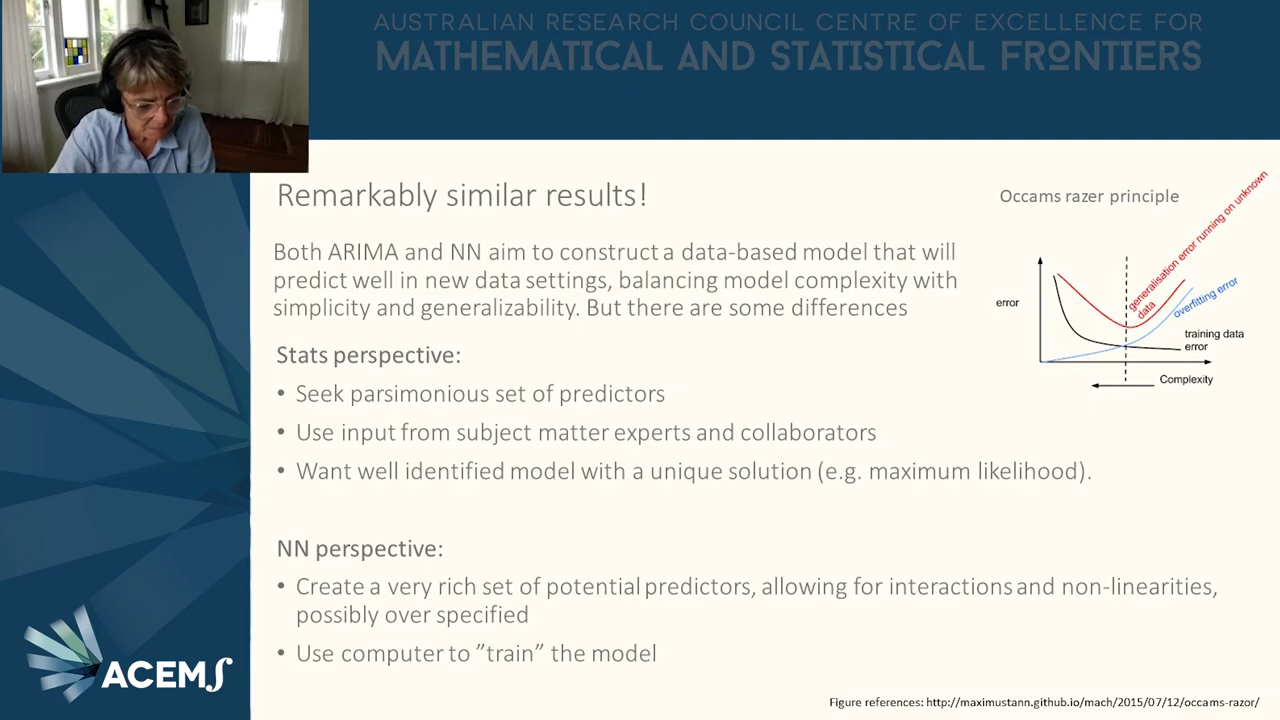 AUSTRALIAN RESEARCH COUNCIL CENTRE OF EXCELLENCE FOR
MATHEMATICAL AND STATISTICAL FRONTIERS
Remarkably similar results!
Both ARIMA and NN aim to construct a data-based model that will
predict well in new data settings, balancing model complexity with
simplicity and generalizability. But there are some differences
Occams razer principle
error
generalisation error running on unknown
data
overfitting error
training data
error
Complexity
Stats perspective:
• Seek parsimonious set of predictors
• Use input from subject matter experts and collaborators
• Want well identified model with a unique solution (e.g. maximum likelihood).
NN perspective:
• Create a very rich set of potential predictors, allowing for interactions and non-linearities,
possibly over specified
• Use computer to ”train” the model
ACEMS
Figure references: http://maximustann.github.io/mach/2015/07/12/occams-razor/